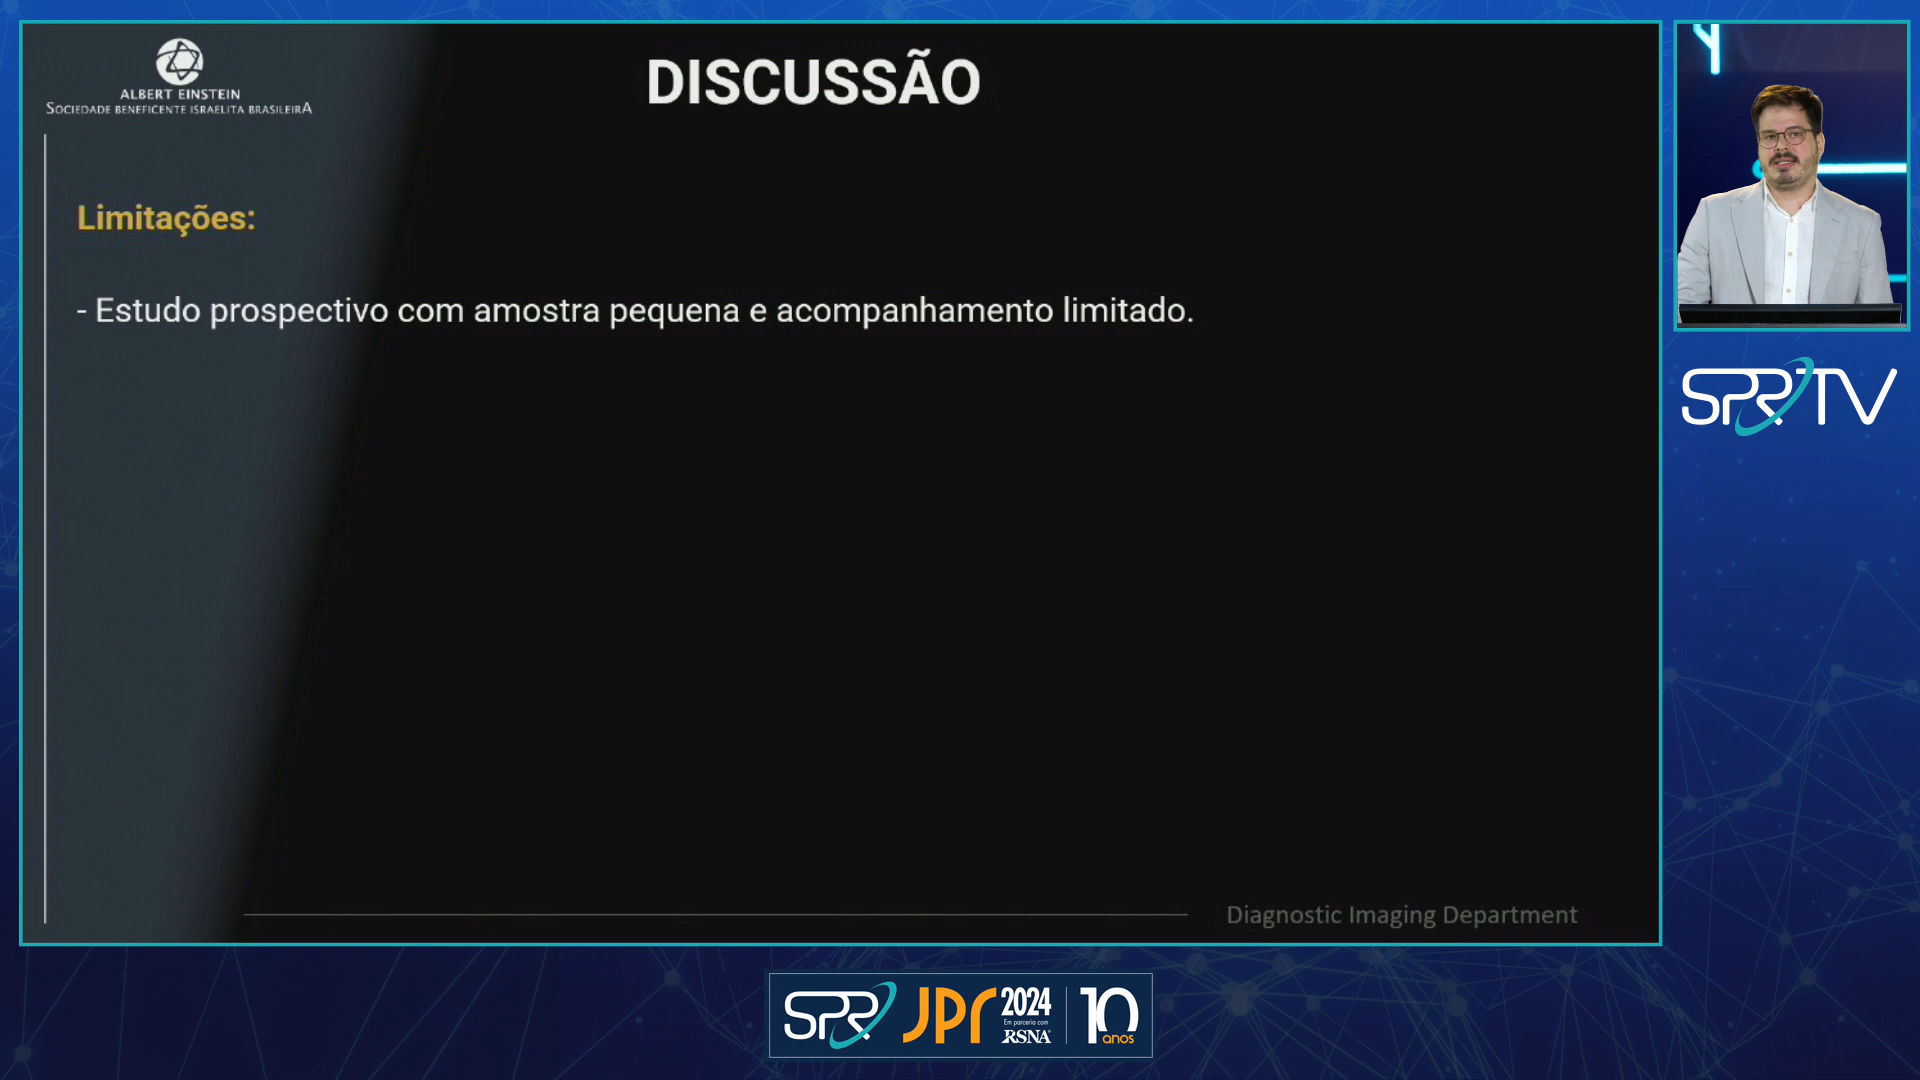 ALBERT EINSTEIN
SOCIEDADE BENEFICENTE ISRAELITA BRASILEIRA
DISCUSSÃO
Limitações:
- Estudo prospectivo com amostra pequena e acompanhamento limitado.
Diagnostic Imaging Department
SPR TV
SPR JPR 2024 Em parceria com RSNA 10 anos